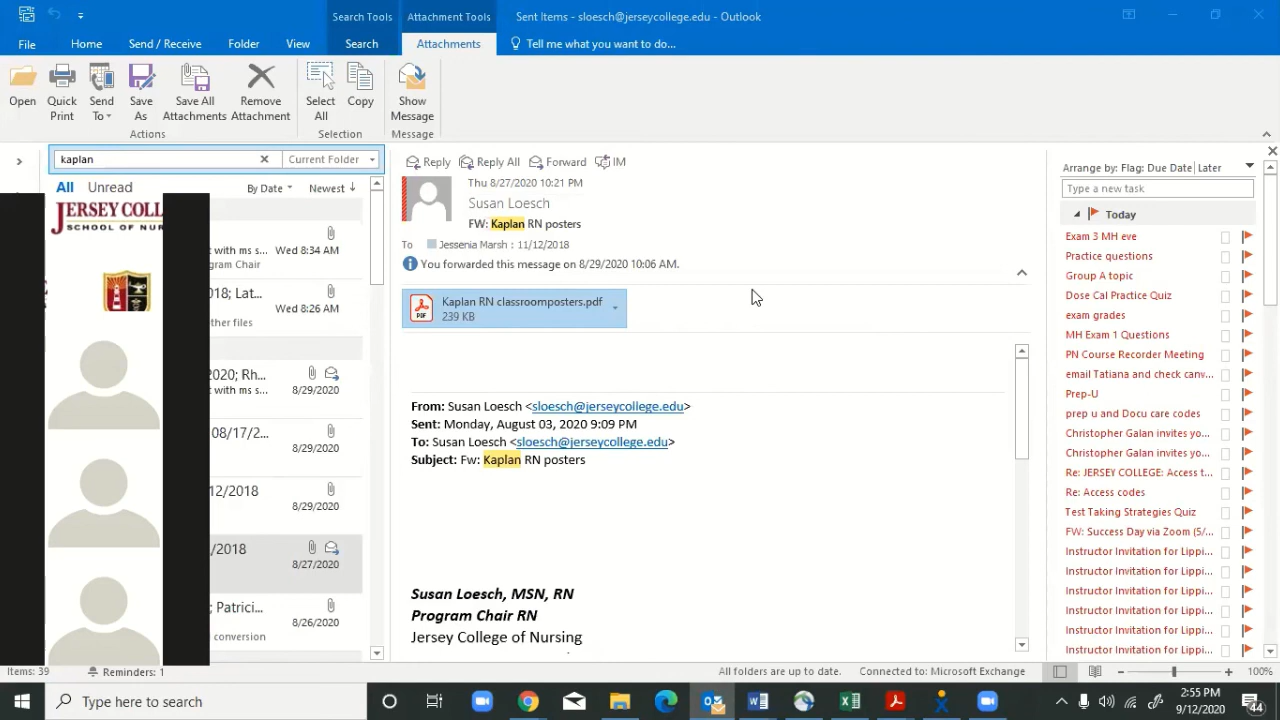 Search Tools
Attachment Tools
Sent Items - sloesch@jerseycollege.edu - Outlook
File
Home
Send / Receive
Folder
View
Search
Attachments
Tell me what you want to do...
Open
Quick Print
Send To
Save As
Save All Attachments
Remove Attachment
Select All
Copy
Show Message
Actions
Selection
Message
kaplan
Current Folder
All
Unread
By Date
Newest
JERSEY COLL
SCHOOL OF NUR
t with ms s...
Wed 8:34 AM
gram Chair
018; Lat...
Wed 8:26 AM
ther files
2020; Rh...
t with ms s...
8/29/2020
08/17/2...
8/29/2020
12/2018
8/29/2020
/2018
8/27/2020
; Patrici...
8/26/2020
conversion
Reply
Reply All
Forward
IM
Thu 8/27/2020 10:21 PM
Susan Loesch
FW: Kaplan RN posters
To Jessenia Marsh : 11/12/2018
You forwarded this message on 8/29/2020 10:06 AM.
Kaplan RN classroomposters.pdf
239 KB
From: Susan Loesch <sloesch@jerseycollege.edu>
Sent: Monday, August 03, 2020 9:09 PM
To: Susan Loesch <sloesch@jerseycollege.edu>
Subject: Fw: Kaplan RN posters
Susan Loesch, MSN, RN
Program Chair RN
Jersey College of Nursing
Arrange by: Flag: Due Date Later
Type a new task
Today
Exam 3 MH eve
Practice questions
Group A topic
Dose Cal Practice Quiz
exam grades
MH Exam 1 Questions
PN Course Recorder Meeting
email Tatiana and check canv...
Prep-U
prep u and Docu care codes
Christopher Galan invites yo...
Christopher Galan invites yo...
Re: JERSEY COLLEGE: Access t...
Re: Access codes
Test Taking Strategies Quiz
FW: Success Day via Zoom (5/...
Instructor Invitation for Lippi...
Instructor Invitation for Lippi...
Instructor Invitation for Lippi...
Instructor Invitation for Lippi...
Instructor Invitation for Lippi...
Instructor Invitation for Lippi...
Items: 39
Reminders: 1
All folders are up to date.
Connected to: Microsoft Exchange
100%
Type here to search
2:55 PM
9/12/2020
44